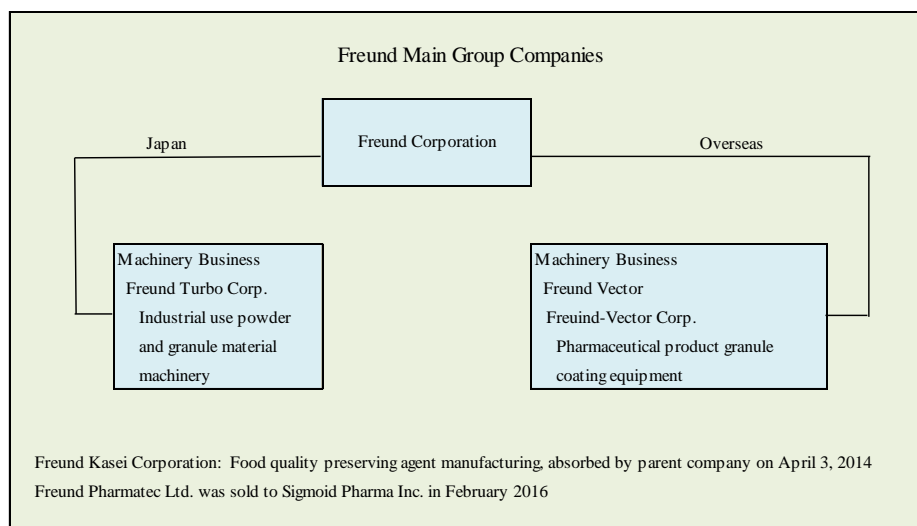 Freund Main Group Companies
Freund Corporation
Japan
Overseas
Machinery Business
Freund Turbo Corp.
Industrial use powder
and granule material
machinery
Machinery Business
Freund Vector
Freuind-Vector Corp.
Pharmaceutical product granule
coating equipment
Freund Kasei Corporation: Food quality preserving agent manufacturing, absorbed by parent company on April 3, 2014
Freund Pharmatec Ltd. was sold to Sigmoid Pharma Inc. in February 2016